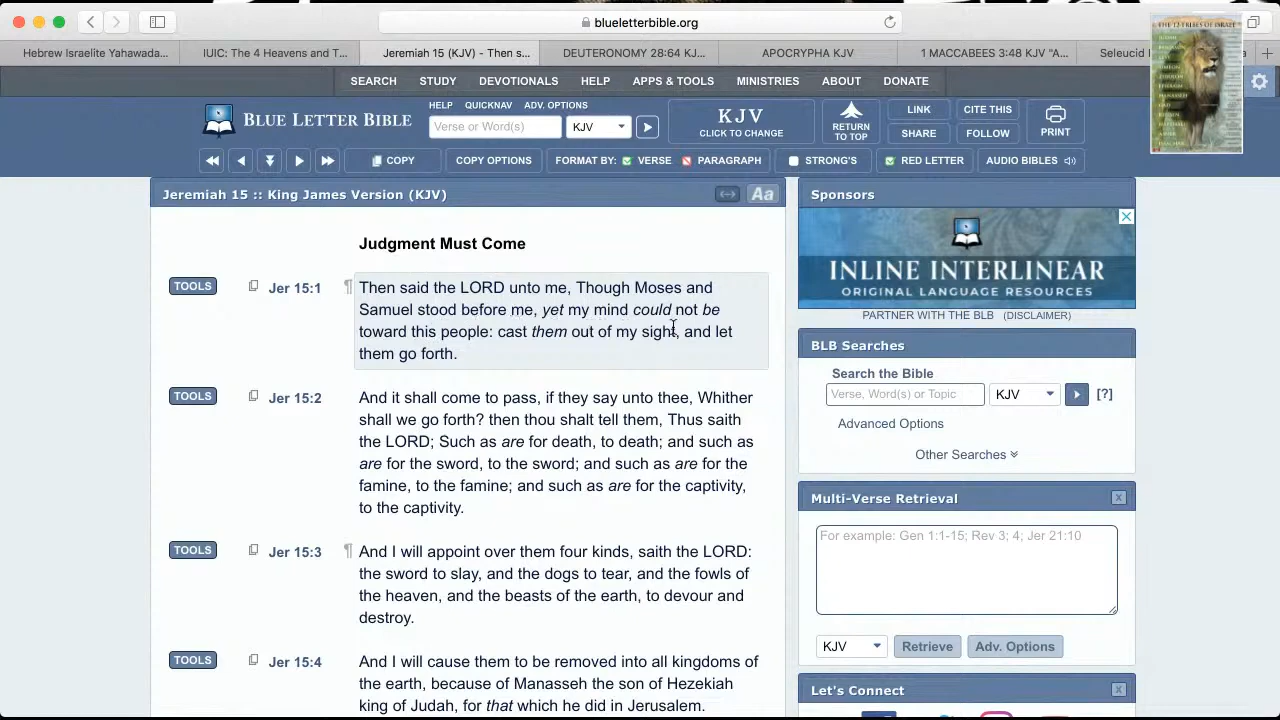 blueletterbible.org
Hebrew Israelite Yahawada...
IUIC: The 4 Heavens and T...
Jeremiah 15 (KJV) - Then s...
DEUTERONOMY 28:64 KJ...
APOCRYPHA KJV
1 MACCABEES 3:48 KJV "A...
Seleucid
THE 12 TRIBES OF ISRAEL
SEARCH STUDY DEVOTIONALS HELP APPS & TOOLS MINISTRIES ABOUT DONATE
BLUE LETTER BIBLE
HELP QUICKNAV ADV. OPTIONS
Verse or Word(s) KJV
KJV
CLICK TO CHANGE
RETURN
TO TOP
LINK CITE THIS
SHARE FOLLOW
PRINT
COPY COPY OPTIONS FORMAT BY: VERSE PARAGRAPH STRONG'S RED LETTER AUDIO BIBLES
Jeremiah 15 :: King James Version (KJV) Aa
Judgment Must Come
TOOLS Jer 15:1 ¶ Then said the LORD unto me, Though Moses and
Samuel stood before me, yet my mind could not be
toward this people: cast them out of my sight, and let
them go forth.
TOOLS Jer 15:2 And it shall come to pass, if they say unto thee, Whither
shall we go forth? then thou shalt tell them, Thus saith
the LORD; Such as are for death, to death; and such as
are for the sword, to the sword; and such as are for the
famine, to the famine; and such as are for the captivity,
to the captivity.
TOOLS Jer 15:3 ¶ And I will appoint over them four kinds, saith the LORD:
the sword to slay, and the dogs to tear, and the fowls of
the heaven, and the beasts of the earth, to devour and
destroy.
TOOLS Jer 15:4 And I will cause them to be removed into all kingdoms of
the earth, because of Manasseh the son of Hezekiah
king of Judah, for that which he did in Jerusalem.
Sponsors
INLINE INTERLINEAR
ORIGINAL LANGUAGE RESOURCES
PARTNER WITH THE BLB (DISCLAIMER)
BLB Searches
Search the Bible
Verse, Word(s) or Topic KJV [?]
Advanced Options
Other Searches
Multi-Verse Retrieval X
For example: Gen 1:1-15; Rev 3; 4; Jer 21:10
KJV Retrieve Adv. Options
Let's Connect X